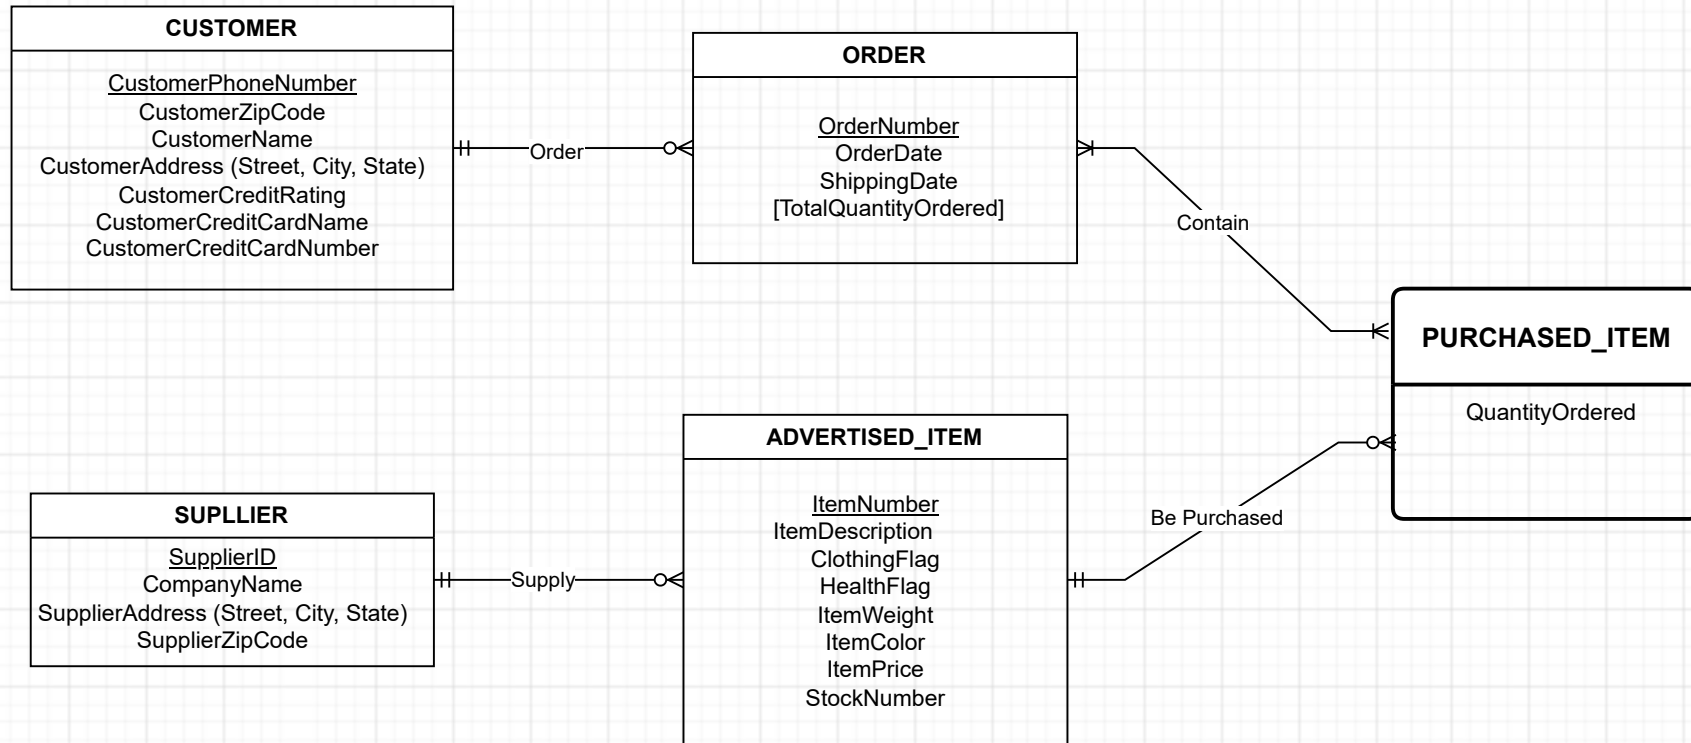 CUSTOMER
CustomerPhoneNumber
CustomerZipCode
CustomerName
CustomerAddress (Street, City, State)
CustomerCreditRating
CustomerCreditCardName
CustomerCreditCardNumber
Order
ORDER
OrderNumber
OrderDate
ShippingDate
[TotalQuantityOrdered]
Contain
PURCHASED_ITEM
QuantityOrdered
Be Purchased
ADVERTISED_ITEM
ItemNumber
ItemDescription
ClothingFlag
HealthFlag
ItemWeight
ItemColor
ItemPrice
StockNumber
Supply
SUPLLIER
SupplierID
CompanyName
SupplierAddress (Street, City, State)
SupplierZipCode